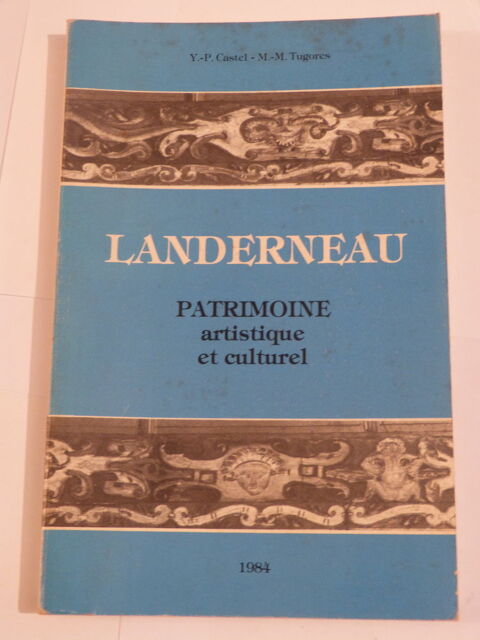 Y.-P. Castel - M.-M. Tugores
LANDERNEAU
PATRIMOINE
artistique
et culturel
1984